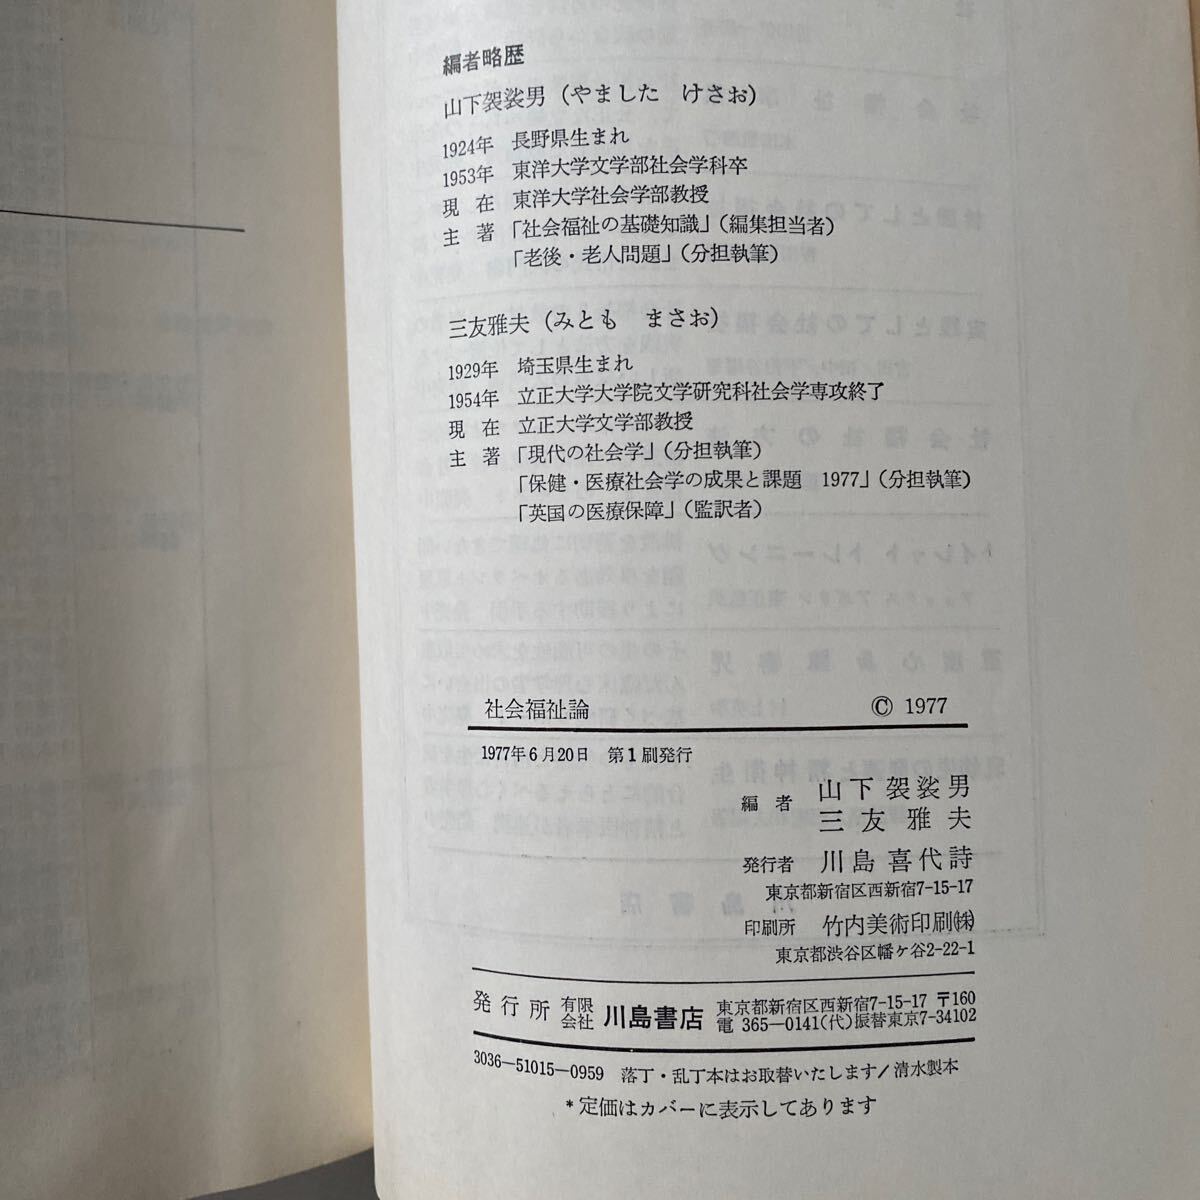 編者略歴
山下袈裟男（やました　けさお）
1924年　長野県生まれ
1953年　東洋大学文学部社会学科卒
現　在　東洋大学社会学部教授
主　著　「社会福祉の基礎知識」（編集担当者）
「老後・老人問題」（分担執筆）
三友雅夫（みとも　まさお）
1929年　埼玉県生まれ
1954年　立正大学大学院文学研究科社会学専攻終了
現　在　立正大学文学部教授
主　著　「現代の社会学」（分担執筆）
「保健・医療社会学の成果と課題　1977」（分担執筆）
「英国の医療保障」（監訳者）
社会福祉論　© 1977
1977年6月20日　第1刷発行
編　者　山下袈裟男
三友雅夫
発行者　川島喜代詩
東京都新宿区西新宿7-15-17
印刷所　竹内美術印刷㈱
東京都渋谷区幡ケ谷2-22-1
発行所　有限会社　川島書店　東京都新宿区西新宿7-15-17 〒160
電 365―0141(代)振替東京7-34102
3036―51015―0959　落丁・乱丁本はお取替いたします／清水製本
＊定価はカバーに表示してあります